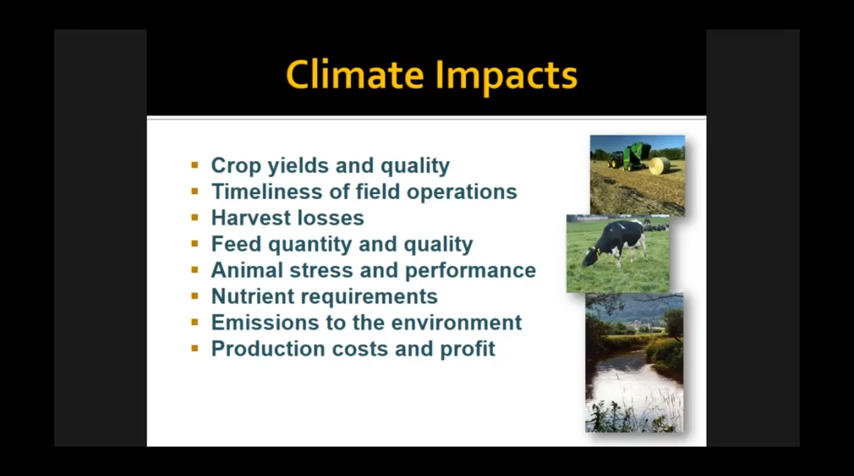 Climate Impacts
Crop yields and quality
Timeliness of field operations
Harvest losses
Feed quantity and quality
Animal stress and performance
Nutrient requirements
Emissions to the environment
Production costs and profit